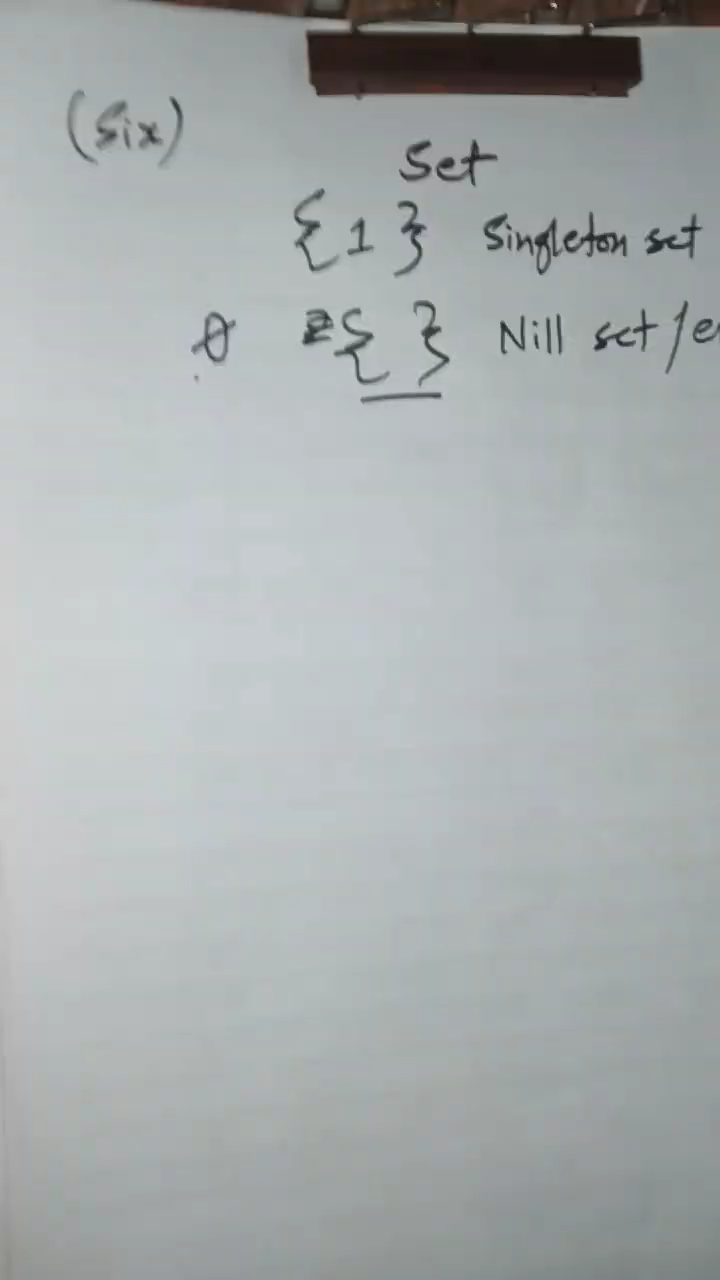 (Six)
Set
{1} Singleton set
∅ { } Nill set /e